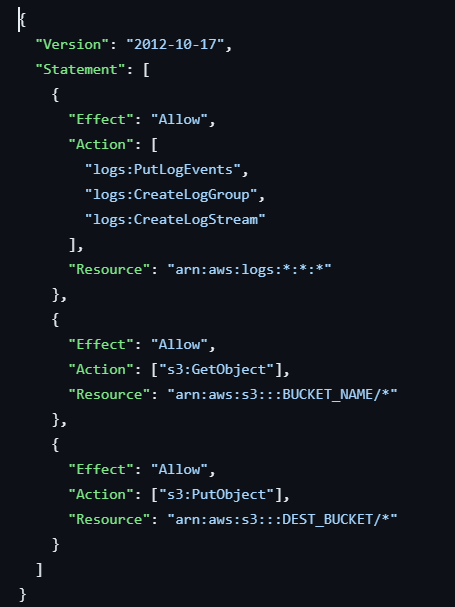 {
  "Version": "2012-10-17",
  "Statement": [
    {
      "Effect": "Allow",
      "Action": [
        "logs:PutLogEvents",
        "logs:CreateLogGroup",
        "logs:CreateLogStream"
      ],
      "Resource": "arn:aws:logs:*:*:*"
    },
    {
      "Effect": "Allow",
      "Action": ["s3:GetObject"],
      "Resource": "arn:aws:s3:::BUCKET_NAME/*"
    },
    {
      "Effect": "Allow",
      "Action": ["s3:PutObject"],
      "Resource": "arn:aws:s3:::DEST_BUCKET/*"
    }
  ]
}